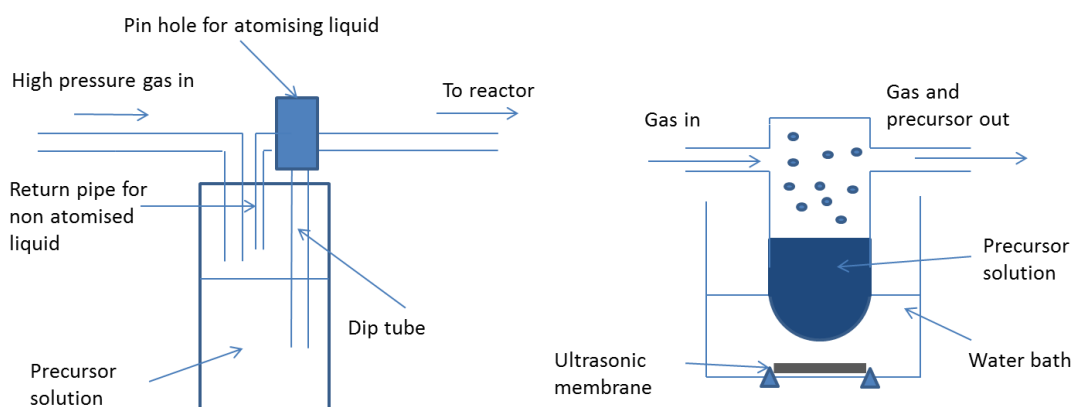 Pin hole for atomising liquid
High pressure gas in
To reactor
Return pipe for
non atomised
liquid
Dip tube
Precursor
solution
Gas in
Gas and
precursor out
Precursor
solution
Ultrasonic
membrane
Water bath